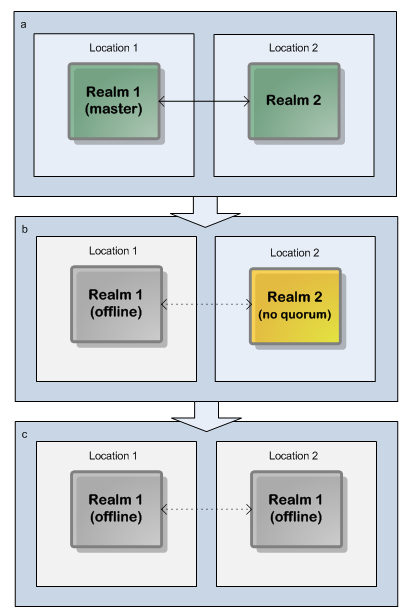 a
Location 1
Location 2
Realm 1
(master)
Realm 2
b
Location 1
Location 2
Realm 1
(offline)
Realm 2
(no quorum)
c
Location 1
Location 2
Realm 1
(offline)
Realm 1
(offline)